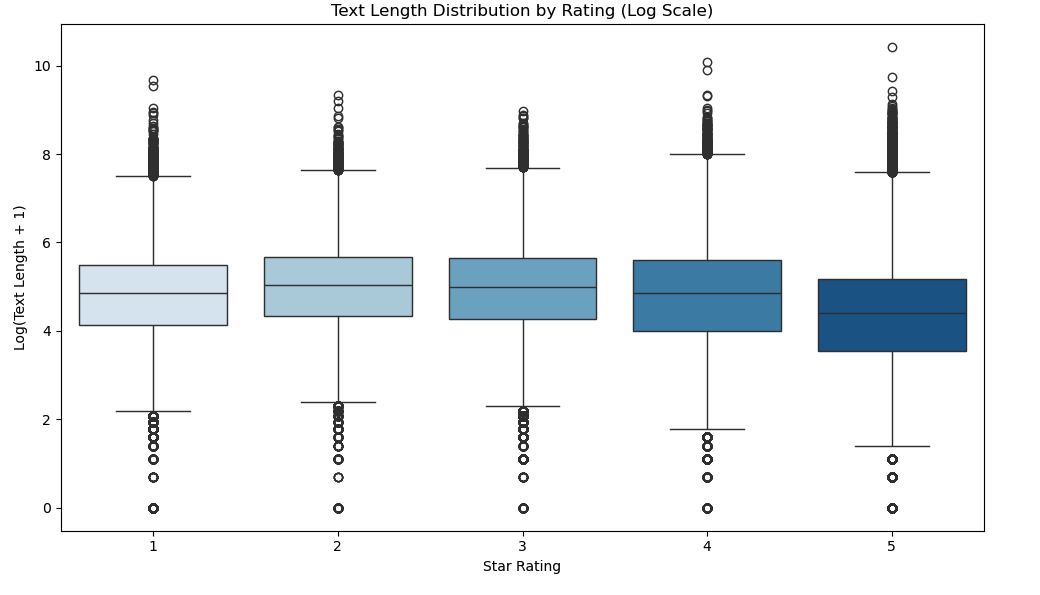 Text Length Distribution by Rating (Log Scale)
Log(Text Length + 1)
10
8
6
4
2
0
1 2 3 4 5
Star Rating